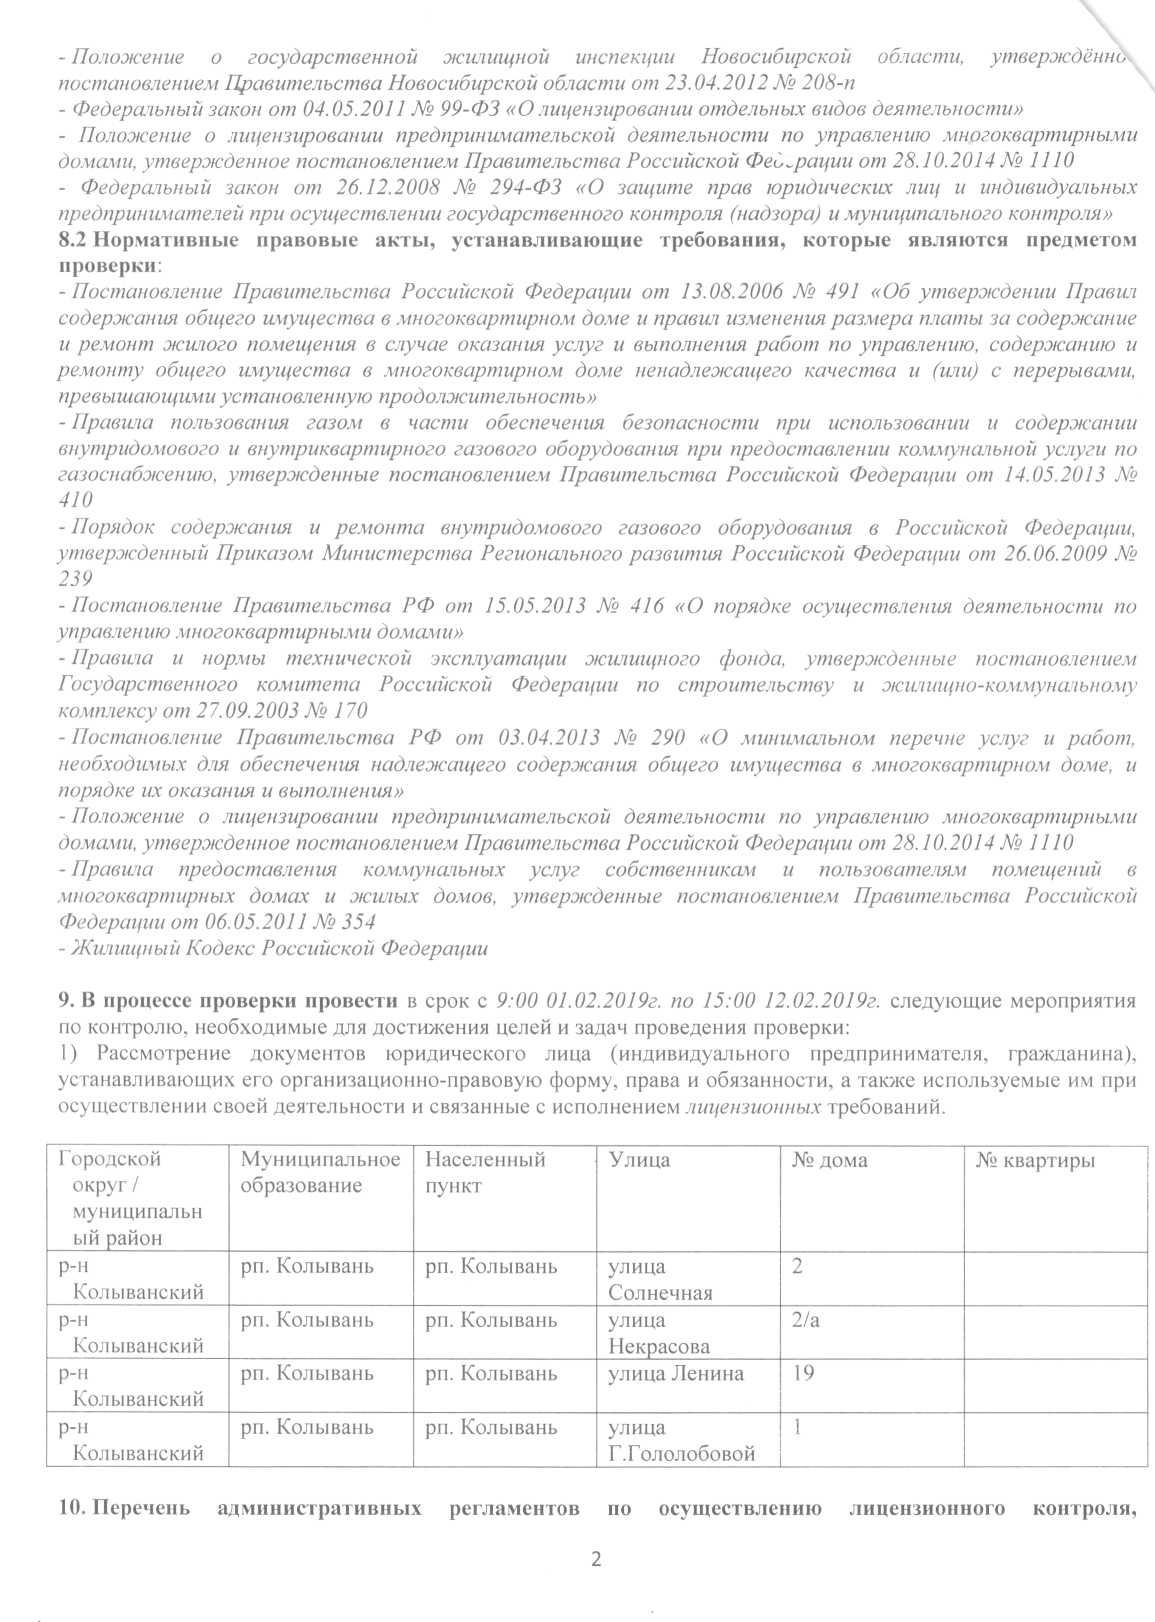 - Положение о государственной жилищной инспекции Новосибирской области,
постановлением Правительства Новосибирской области от 23.04.2012 № 208-п
- Федеральный закон от 04.05.2011 № 99-ФЗ «О лицензировании отдельных видов деятельности»
- Положение о лицензировании предпринимательской деятельности по управлению многоквартирными
домами, утвержденное постановлением Правительства Российской Федерации от 28.10.2014 № 1110
- Федеральный закон от 26.12.2008 № 294-ФЗ «О защите прав юридических лиц и индивидуальных
предпринимателей при осуществлении государственного контроля (надзора) и муниципального контроля»
8.2 Нормативные правовые акты, устанавливающие требования, которые являются предметом
проверки:
- Постановление Правительства Российской Федерации от 13.08.2006 № 491 «Об утверждении Правил
содержания общего имущества в многоквартирном доме и правил изменения размера платы за содержание
и ремонт жилого помещения в случае оказания услуг и выполнения работ по управлению, содержанию и
ремонту общего имущества в многоквартирном доме ненадлежащего качества и (или) с перерывами,
превышающими установленную продолжительность»
- Правила пользования газом в части обеспечения безопасности при использовании и содержании
внутридомового и внутриквартирного газового оборудования при предоставлении коммунальной услуги по
газоснабжению, утвержденные постановлением Правительства Российской Федерации от 14.05.2013 №
410
- Порядок содержания и ремонта внутридомового газового оборудования в Российской Федерации,
утвержденный Приказом Министерства Регионального развития Российской Федерации от 26.06.2009 №
239
- Постановление Правительства РФ от 15.05.2013 № 416 «О порядке осуществления деятельности по
управлению многоквартирными домами»
- Правила и нормы технической эксплуатации жилищного фонда, утвержденные постановлением
Государственного комитета Российской Федерации по строительству и жилищно-коммунальному
комплексу от 27.09.2003 № 170
- Постановление Правительства РФ от 03.04.2013 № 290 «О минимальном перечне услуг и работ,
необходимых для обеспечения надлежащего содержания общего имущества в многоквартирном доме, и
порядке их оказания и выполнения»
- Положение о лицензировании предпринимательской деятельности по управлению многоквартирными
домами, утвержденное постановлением Правительства Российской Федерации от 28.10.2014 № 1110
- Правила предоставления коммунальных услуг собственникам и пользователям помещений в
многоквартирных домах и жилых домов, утвержденные постановлением Правительства Российской
Федерации от 06.05.2011 № 354
- Жилищный Кодекс Российской Федерации
9. В процессе проверки провести в срок с 9:00 01.02.2019г. по 15:00 12.02.2019г. следующие мероприятия
по контролю, необходимые для достижения целей и задач проведения проверки:
1) Рассмотрение документов юридического лица (индивидуального предпринимателя, гражданина),
устанавливающих его организационно-правовую форму, права и обязанности, а также используемые им при
осуществлении своей деятельности и связанные с исполнением лицензионных требований.
Городской Муниципальное Населенный Улица № дома № квартиры
округ / образование пункт
муниципальн
ый район
р-н рп. Колывань рп. Колывань улица 2
Колыванский Солнечная
р-н рп. Колывань рп. Колывань улица 2/а
Колыванский Некрасова
р-н рп. Колывань рп. Колывань улица Ленина 19
Колыванский
р-н рп. Колывань рп. Колывань улица 1
Колыванский Г.Гололобовой
10. Перечень административных регламентов по осуществлению лицензионного контроля,
2